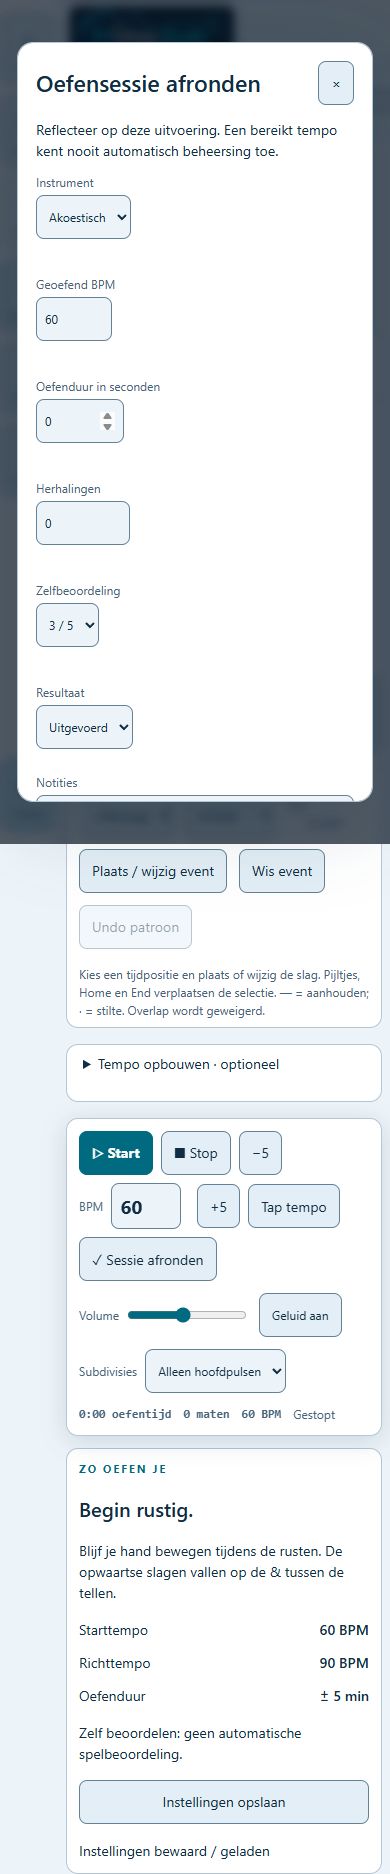 Oefensessie afronden
×
Reflecteer op deze uitvoering. Een bereikt tempo
kent nooit automatisch beheersing toe.
Instrument
Akoestisch
Geoefend BPM
60
Oefenduur in seconden
0
Herhalingen
0
Zelfbeoordeling
3 / 5
Resultaat
Uitgevoerd
Notities
Plaats / wijzig event
Wis event
Undo patroon
Kies een tijdpositie en plaats of wijzig de slag. Pijltjes,
Home en End verplaatsen de selectie. — = aanhouden;
· = stilte. Overlap wordt geweigerd.
▶ Tempo opbouwen · optioneel
▷ Start
■ Stop
−5
BPM
60
+5
Tap tempo
✓ Sessie afronden
Volume
Geluid aan
Subdivisies
Alleen hoofdpulsen
0:00 oefentijd 0 maten 60 BPM Gestopt
ZO OEFEN JE
Begin rustig.
Blijf je hand bewegen tijdens de rusten. De
opwaartse slagen vallen op de & tussen de
tellen.
Starttempo 60 BPM
Richttempo 90 BPM
Oefenduur ± 5 min
Zelf beoordelen: geen automatische
spelbeoordeling.
Instellingen opslaan
Instellingen bewaard / geladen